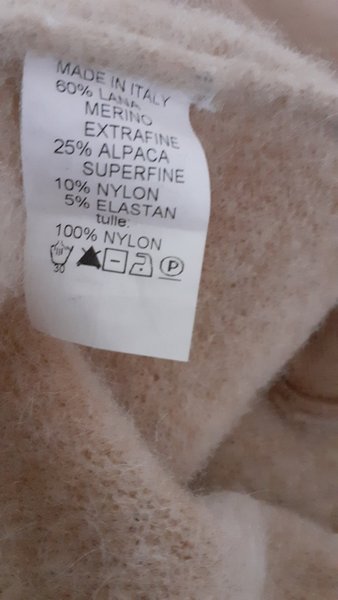 MADE IN ITALY
60% LANA
MERINO
EXTRAFINE
25% ALPACA
SUPERFINE
10% NYLON
5% ELASTAN
tulle:
100% NYLON
30
P